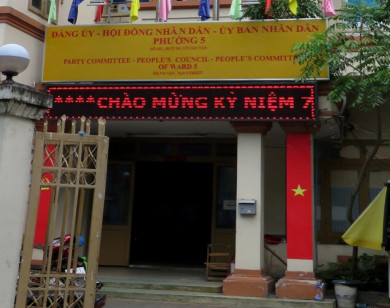 ĐẢNG ỦY - HỘI ĐỒNG NHÂN DÂN - ỦY BAN NHÂN DÂN
PHƯỜNG 5
PARTY COMMITTEE - PEOPLE'S COUNCIL - PEOPLE'S COMMITTEE
OF WARD 5
****CHÀO MỪNG KỶ NIỆM 7